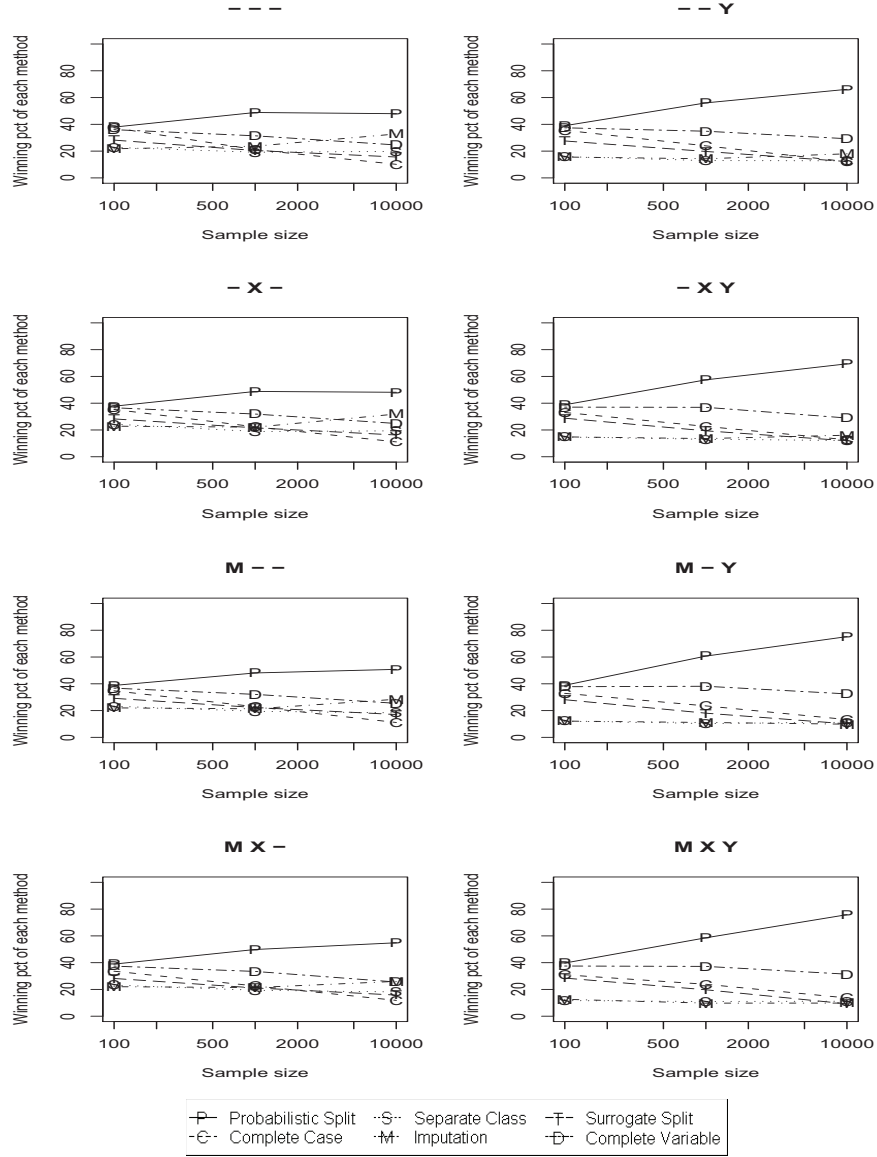 – – –
Winning pct of each method
80
60
40
20
0
P P P
C C C
S S S
M M M
T T T
D D D
100 500 2000 10000
Sample size
– – Y
Winning pct of each method
80
60
40
20
0
P P P
C C C
S S S
M M M
T T T
D D D
100 500 2000 10000
Sample size
– X –
Winning pct of each method
80
60
40
20
0
P P P
C C C
S S S
M M M
T T T
D D D
100 500 2000 10000
Sample size
– X Y
Winning pct of each method
80
60
40
20
0
P P P
C C C
S S S
M M M
T T T
D D D
100 500 2000 10000
Sample size
M – –
Winning pct of each method
80
60
40
20
0
P P P
C C C
S S S
M M M
T T T
D D D
100 500 2000 10000
Sample size
M – Y
Winning pct of each method
80
60
40
20
0
P P P
C C C
S S S
M M M
T T T
D D D
100 500 2000 10000
Sample size
M X –
Winning pct of each method
80
60
40
20
0
P P P
C C C
S S S
M M M
T T T
D D D
100 500 2000 10000
Sample size
M X Y
Winning pct of each method
80
60
40
20
0
P P P
C C C
S S S
M M M
T T T
D D D
100 500 2000 10000
Sample size
P Probabilistic Split S Separate Class T Surrogate Split
C Complete Case M Imputation D Complete Variable